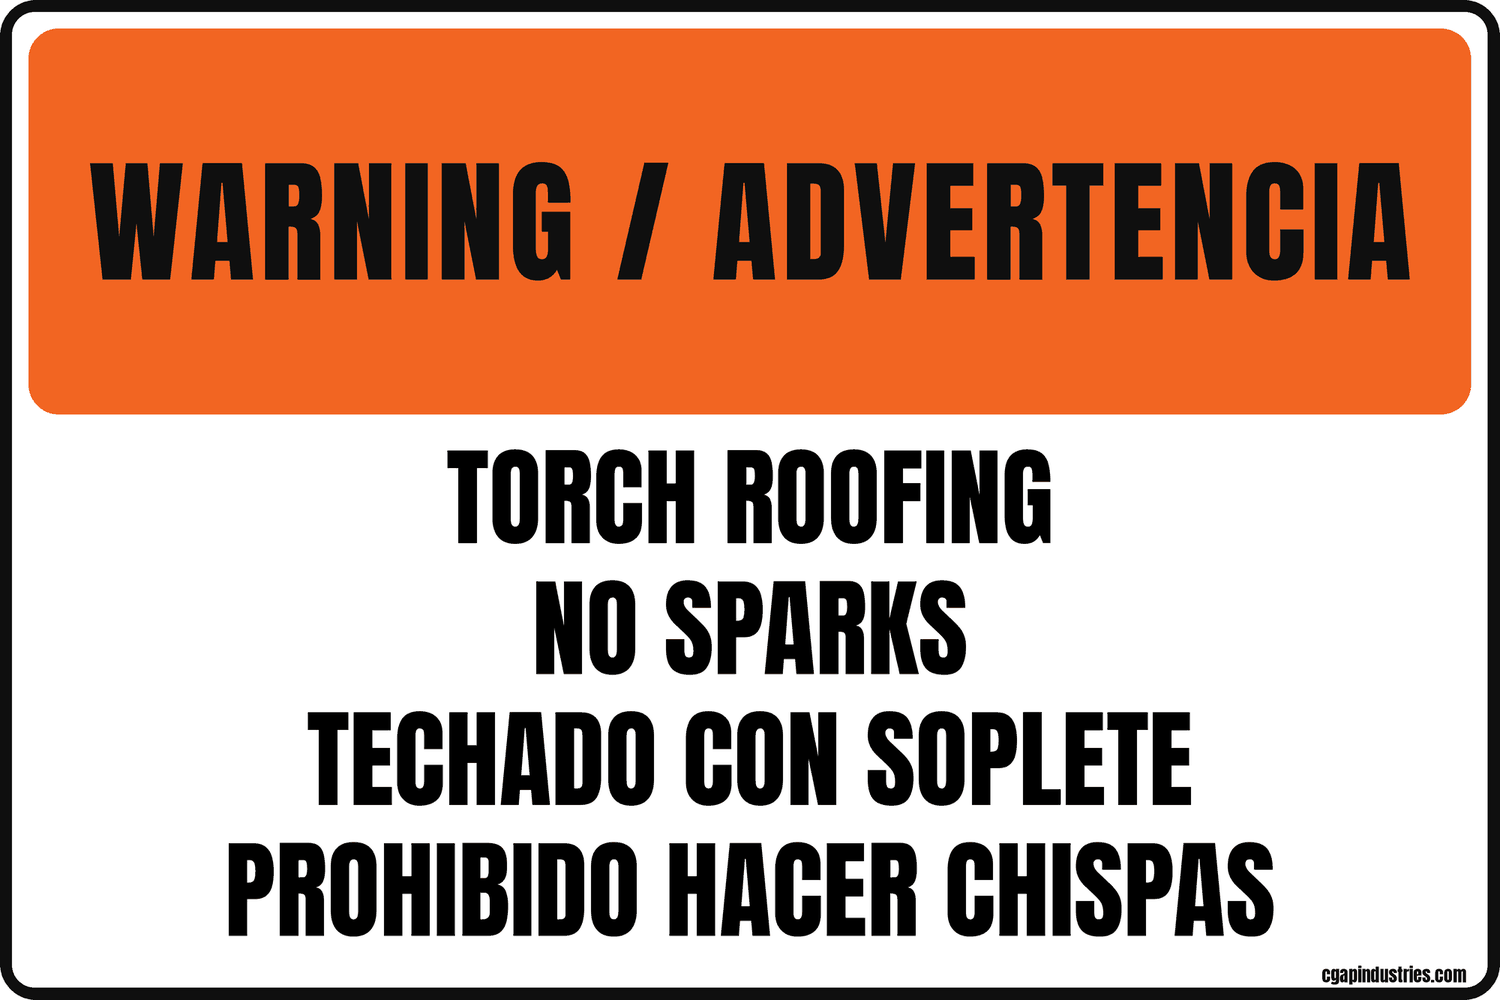 WARNING / ADVERTENCIA
TORCH ROOFING
NO SPARKS
TECHADO CON SOPLETE
PROHIBIDO HACER CHISPAS
cgapindustries.com